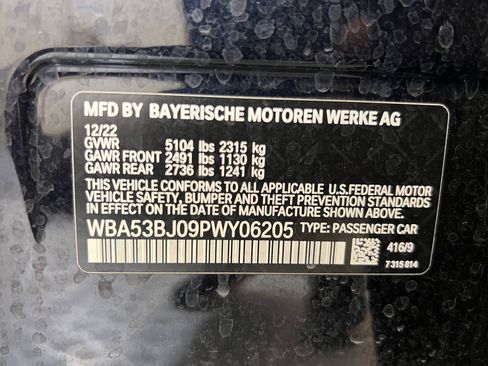 MFD BY BAYERISCHE MOTOREN WERKE AG
12/22
GVWR 5104 lbs 2315 kg
GAWR FRONT 2491 lbs 1130 kg
GAWR REAR 2736 lbs 1241 kg
THIS VEHICLE CONFORMS TO ALL APPLICABLE U.S.FEDERAL MOTOR
VEHICLE SAFETY, BUMPER AND THEFT PREVENTION STANDARDS
IN EFFECT ON THE DATE OF MANUFACTURE SHOWN ABOVE.
WBA53BJ09PWY06205 TYPE: PASSENGER CAR
416/9
7 315 814